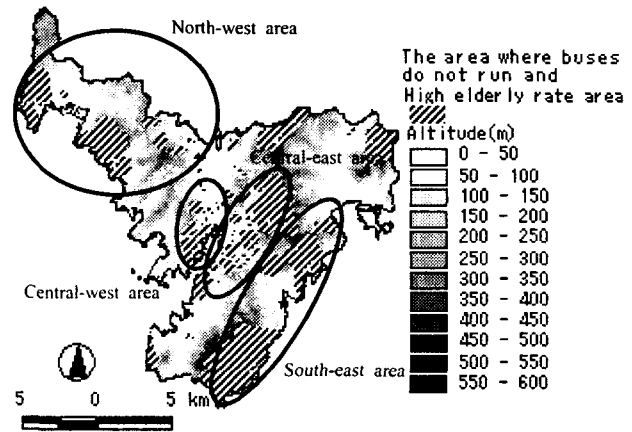 North-west area
The area where buses
do not run and
High elderly rate area
Altitude(m)
0 - 50
50 - 100
100 - 150
150 - 200
200 - 250
250 - 300
300 - 350
350 - 400
400 - 450
450 - 500
500 - 550
550 - 600
Central-east area
Central-west area
South-east area
5 0 5 km